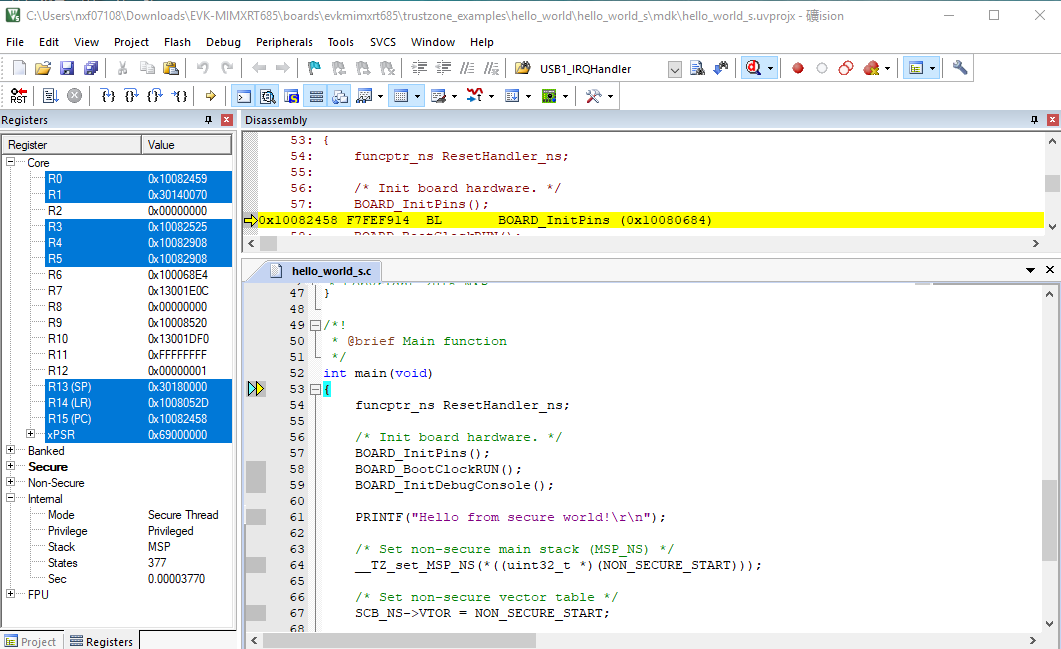 C:\Users\nxf07108\Downloads\EVK-MIMXRT685\boards\evkmimxrt685\trustzone_examples\hello_world\hello_world_s\mdk\hello_world_s.uvprojx - 礦ision
File Edit View Project Flash Debug Peripherals Tools SVCS Window Help
USB1_IRQHandler
RST
Registers
Register Value
Core
R0 0x10082459
R1 0x30140070
R2 0x00000000
R3 0x10082525
R4 0x10082908
R5 0x10082908
R6 0x100068E4
R7 0x13001E0C
R8 0x00000000
R9 0x10008520
R10 0x13001DF0
R11 0xFFFFFFFF
R12 0x00000001
R13 (SP) 0x30180000
R14 (LR) 0x1008052D
R15 (PC) 0x10082458
xPSR 0x69000000
Banked
Secure
Non-Secure
Internal
Mode Secure Thread
Privilege Privileged
Stack MSP
States 377
Sec 0.00003770
FPU
Project Registers
Disassembly
53: {
54: funcptr_ns ResetHandler_ns;
55:
56: /* Init board hardware. */
57: BOARD_InitPins();
0x10082458 F7FEF914 BL BOARD_InitPins (0x10080684)
58: BOARD_BootClockRUN();
hello_world_s.c
47 }
48
49 /*!
50 * @brief Main function
51 */
52 int main(void)
53 {
54 funcptr_ns ResetHandler_ns;
55
56 /* Init board hardware. */
57 BOARD_InitPins();
58 BOARD_BootClockRUN();
59 BOARD_InitDebugConsole();
60
61 PRINTF("Hello from secure world!\r\n");
62
63 /* Set non-secure main stack (MSP_NS) */
64 __TZ_set_MSP_NS(*((uint32_t *)(NON_SECURE_START)));
65
66 /* Set non-secure vector table */
67 SCB_NS->VTOR = NON_SECURE_START;
68